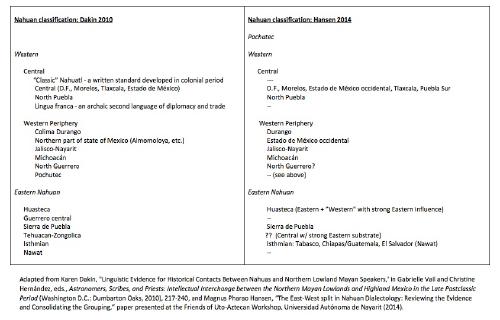 Nahuan classification: Dakin 2010
Western
Central
"Classic" Nahuatl - a written standard developed in colonial period
Central (D.F., Morelos, Tlaxcala, Estado de México)
North Puebla
Lingua franca - an archaic second language of diplomacy and trade
Western Periphery
Colima Durango
Northern part of state of Mexico (Almomoloya, etc.)
Jalisco-Nayarit
Michoacán
North Guerrero
Pochutec
Eastern Nahuan
Huasteca
Guerrero central
Sierra de Puebla
Tehuacan-Zongolica
Isthmian
Nawat
Nahuan classification: Hansen 2014
Pochutec
Western
Central
---
D.F., Morelos, Estado de México occidental, Tlaxcala, Puebla Sur
North Puebla
--
Western Periphery
Durango
Estado de México occidental
Jalisco-Nayarit
Michoacán
North Guerrero?
-- (see above)
Eastern Nahuan
Huasteca (Eastern + "Western" with strong Eastern influence)
--
Sierra de Puebla
?? (Central w/ strong Eastern substrate)
Isthmian: Tabasco, Chiapas/Guatemala, El Salvador (Nawat)
--
Adapted from Karen Dakin, "Linguistic Evidence for Historical Contacts Between Nahuas and Northern Lowland Mayan Speakers," in Gabrielle Vail and Christine
Hernández, eds., Astronomers, Scribes, and Priests: Intellectual Interchange between the Northern Mayan Lowlands and Highland Mexico in the Late Postclassic
Period (Washington D.C.: Dumbarton Oaks, 2010), 217-240, and Magnus Pharao Hansen, "The East-West split in Nahuan Dialectology: Reviewing the Evidence
and Consolidating the Grouping," paper presented at the Friends of Uto-Aztecan Workshop, Universidad Autónoma de Nayarit (2014).